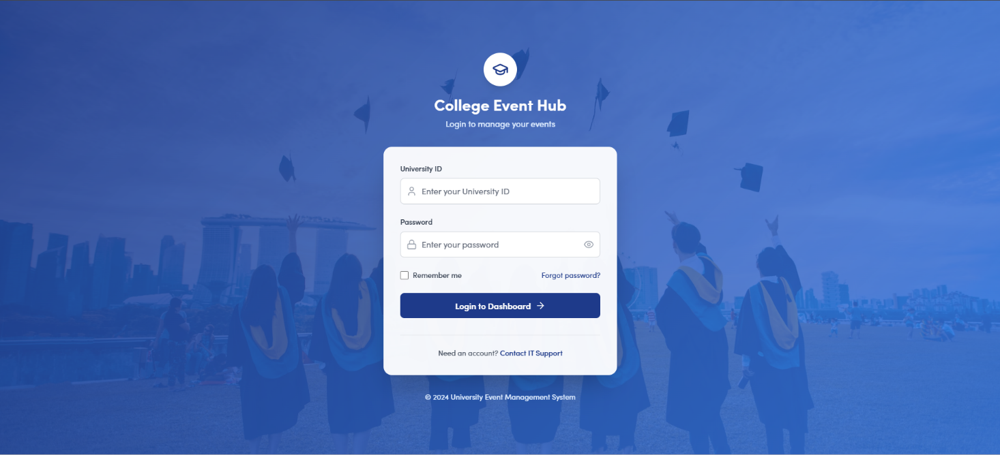 College Event Hub
Login to manage your events
University ID
Enter your University ID
Password
Enter your password
Remember me
Forgot password?
Login to Dashboard
Need an account? Contact IT Support
© 2024 University Event Management System